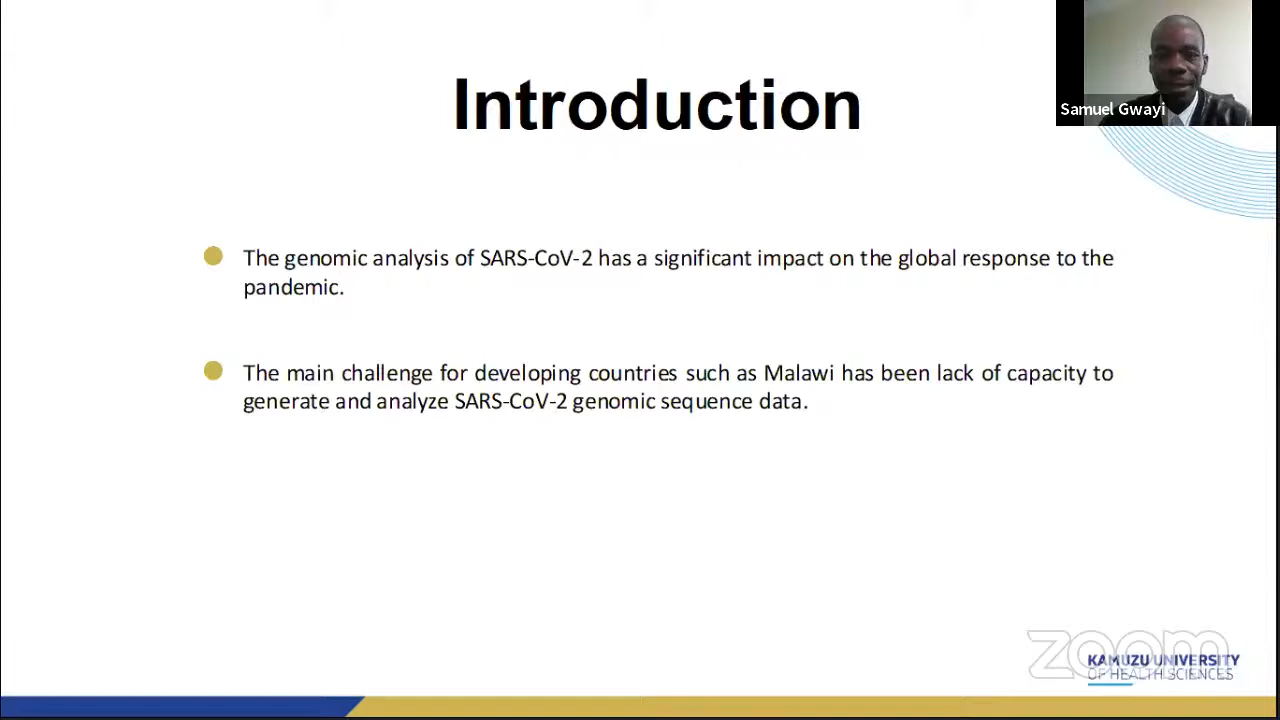 Introduction
Samuel Gwayi
The genomic analysis of SARS-CoV-2 has a significant impact on the global response to the
pandemic.
The main challenge for developing countries such as Malawi has been lack of capacity to
generate and analyze SARS-CoV-2 genomic sequence data.
zoom
KAMUZU UNIVERSITY
OF HEALTH SCIENCES